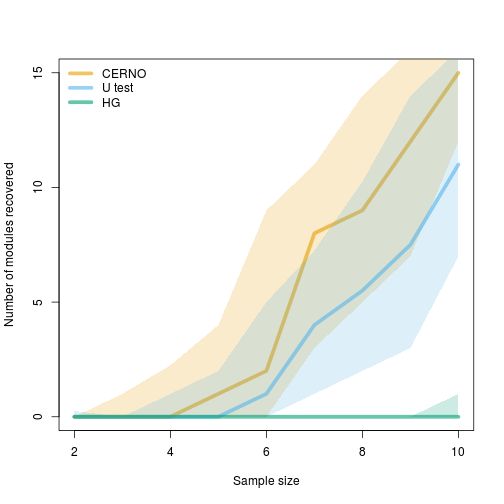 CERNO
U test
HG
15
10
5
0
Number of modules recovered
2 4 6 8 10
Sample size